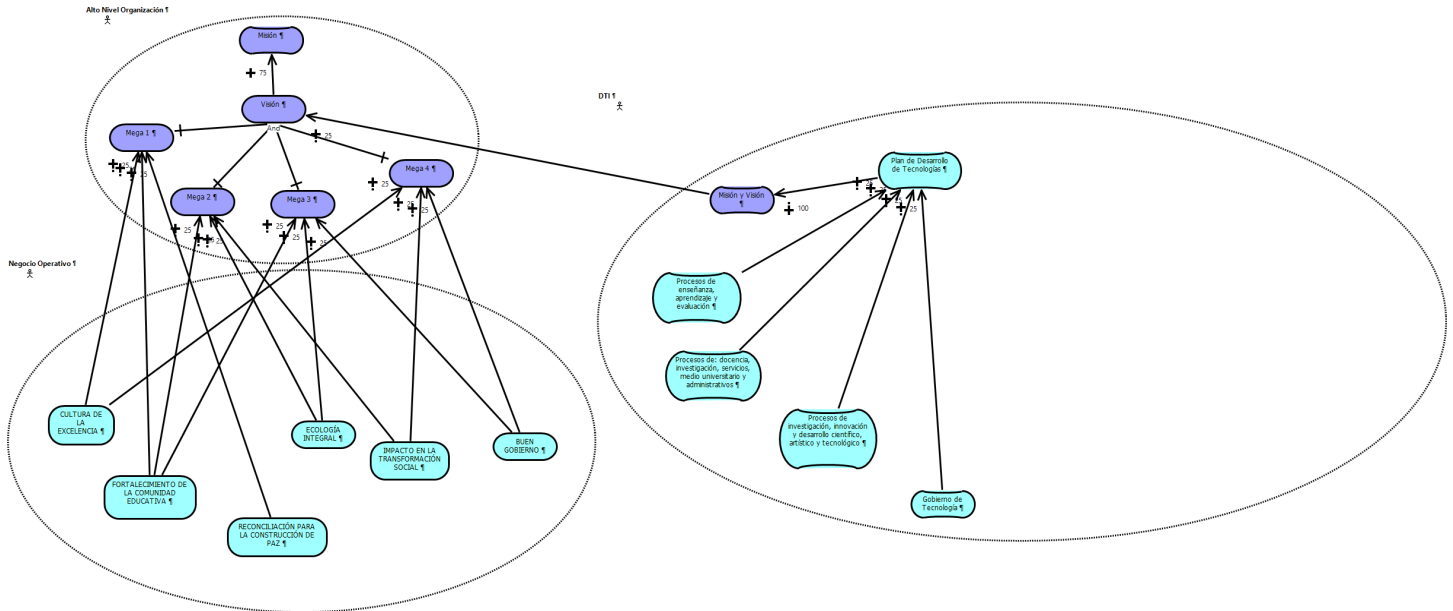 Alto Nivel Organización ¶
Misión ¶
75
Visión ¶
And
Mega 1 ¶
25
Mega 4 ¶
25
25
25
25
Mega 2 ¶
Mega 3 ¶
25
25
25
25
25
25
DTI ¶
Plan de Desarrollo
de Tecnologías ¶
Misión y Visión
¶
25
100
Procesos de
enseñanza,
aprendizaje y
evaluación ¶
Procesos de: docencia,
investigación, servicios,
medio universitario y
administrativos ¶
Procesos de
investigación, innovación
y desarrollo científico,
artístico y tecnológico ¶
Gobierno de
Tecnología ¶
Negocio Operativo ¶
CULTURA DE
LA
EXCELENCIA ¶
ECOLOGÍA
INTEGRAL ¶
IMPACTO EN LA
TRANSFORMACIÓN
SOCIAL ¶
BUEN
GOBIERNO ¶
FORTALECIMIENTO DE
LA COMUNIDAD
EDUCATIVA ¶
RECONCILIACIÓN PARA
LA CONSTRUCCIÓN DE
PAZ ¶